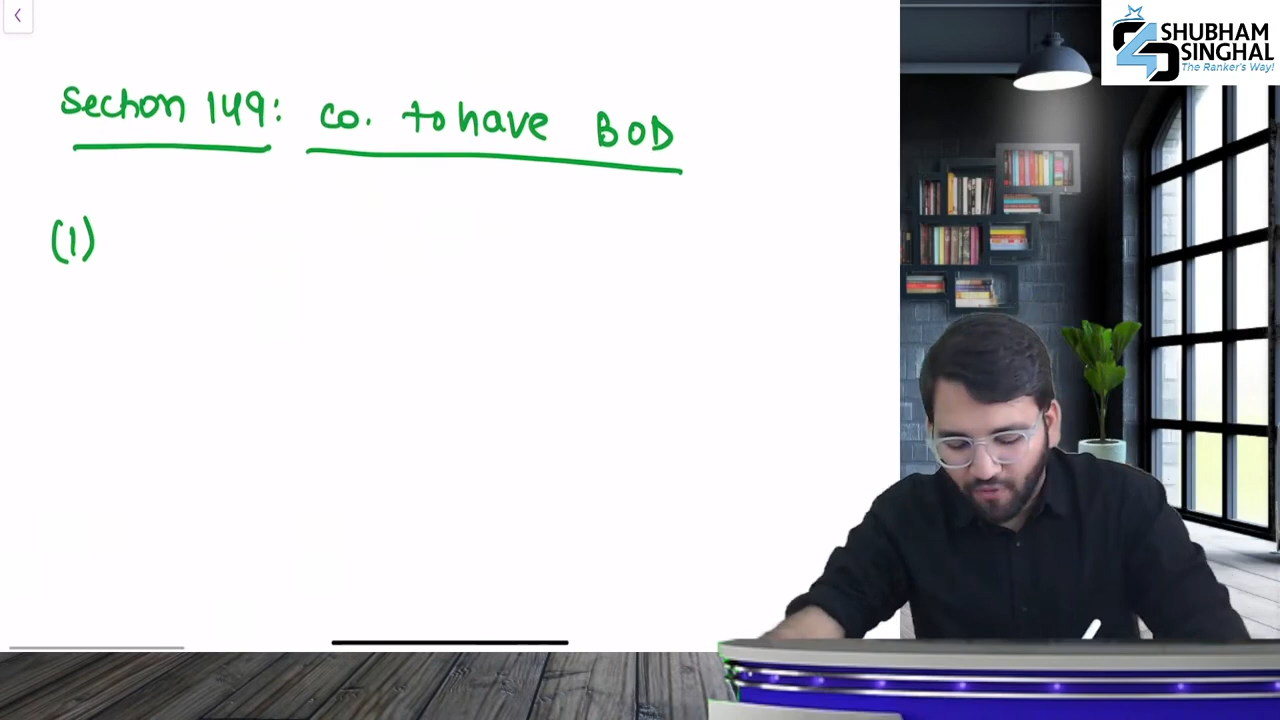 SHUBHAM
SINGHAL
The Ranker's Way!
Section 149: co. to have BOD
(1)